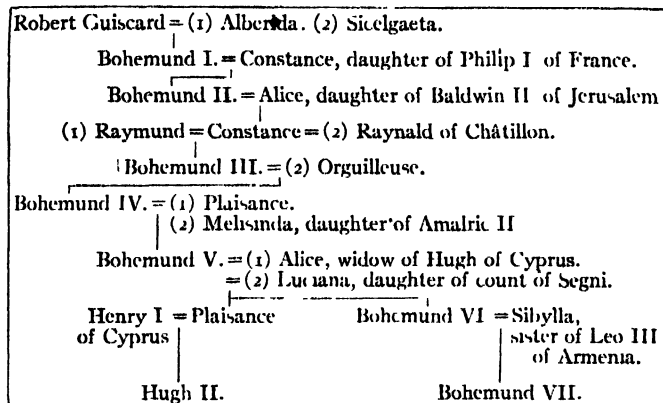 Robert Guiscard = (1) Alberada. (2) Sicelgaeta.
Bohemund I. = Constance, daughter of Philip I of France.
Bohemund II. = Alice, daughter of Baldwin II of Jerusalem
(1) Raymund = Constance = (2) Raynald of Châtillon.
Bohemund III. = (2) Orguilleuse.
Bohemund IV. = (1) Plaisance.
(2) Melisinda, daughter of Amalric II
Bohemund V. = (1) Alice, widow of Hugh of Cyprus.
= (2) Luciana, daughter of count of Segni.
Henry I = Plaisance Bohemund VI = Sibylla,
of Cyprus sister of Leo III
of Armenia.
Hugh II. Bohemund VII.